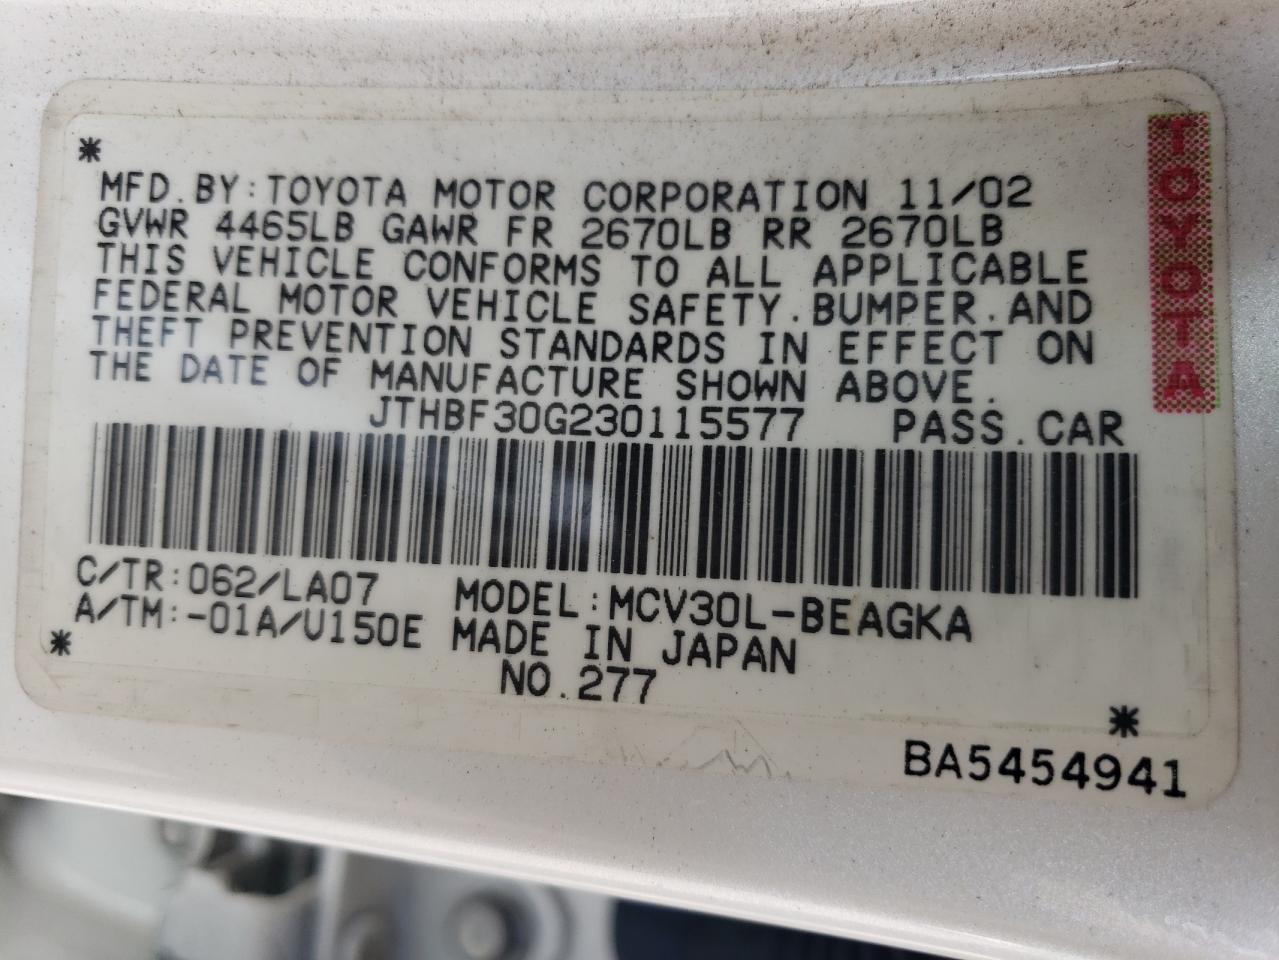 *
MFD.BY:TOYOTA MOTOR CORPORATION 11/02
GVWR 4465LB GAWR FR 2670LB RR 2670LB
THIS VEHICLE CONFORMS TO ALL APPLICABLE
FEDERAL MOTOR VEHICLE SAFETY.BUMPER.AND
THEFT PREVENTION STANDARDS IN EFFECT ON
THE DATE OF MANUFACTURE SHOWN ABOVE.
JTHBF30G230115577 PASS.CAR
C/TR:062/LA07 MODEL:MCV30L-BEAGKA
A/TM:-01A/U150E MADE IN JAPAN
*
NO.277
*
BA5454941
TOYOTA